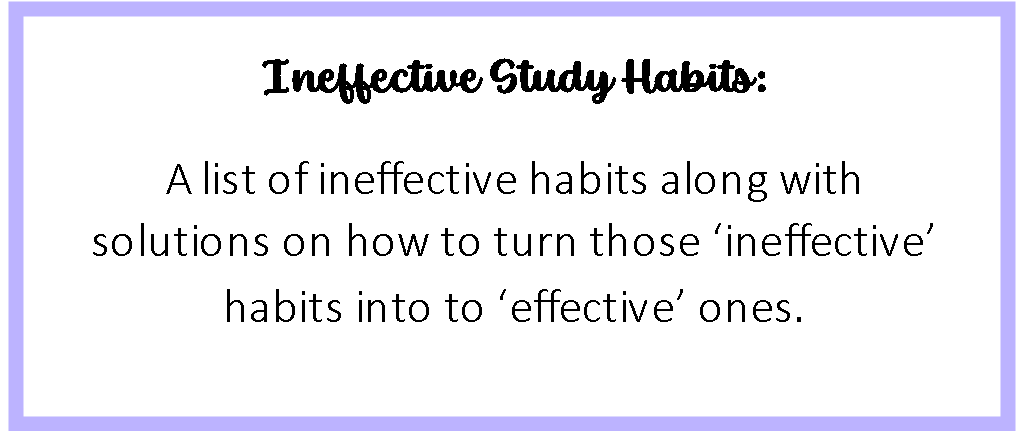 Ineffective Study Habits:
A list of ineffective habits along with
solutions on how to turn those ‘ineffective’
habits into to ‘effective’ ones.